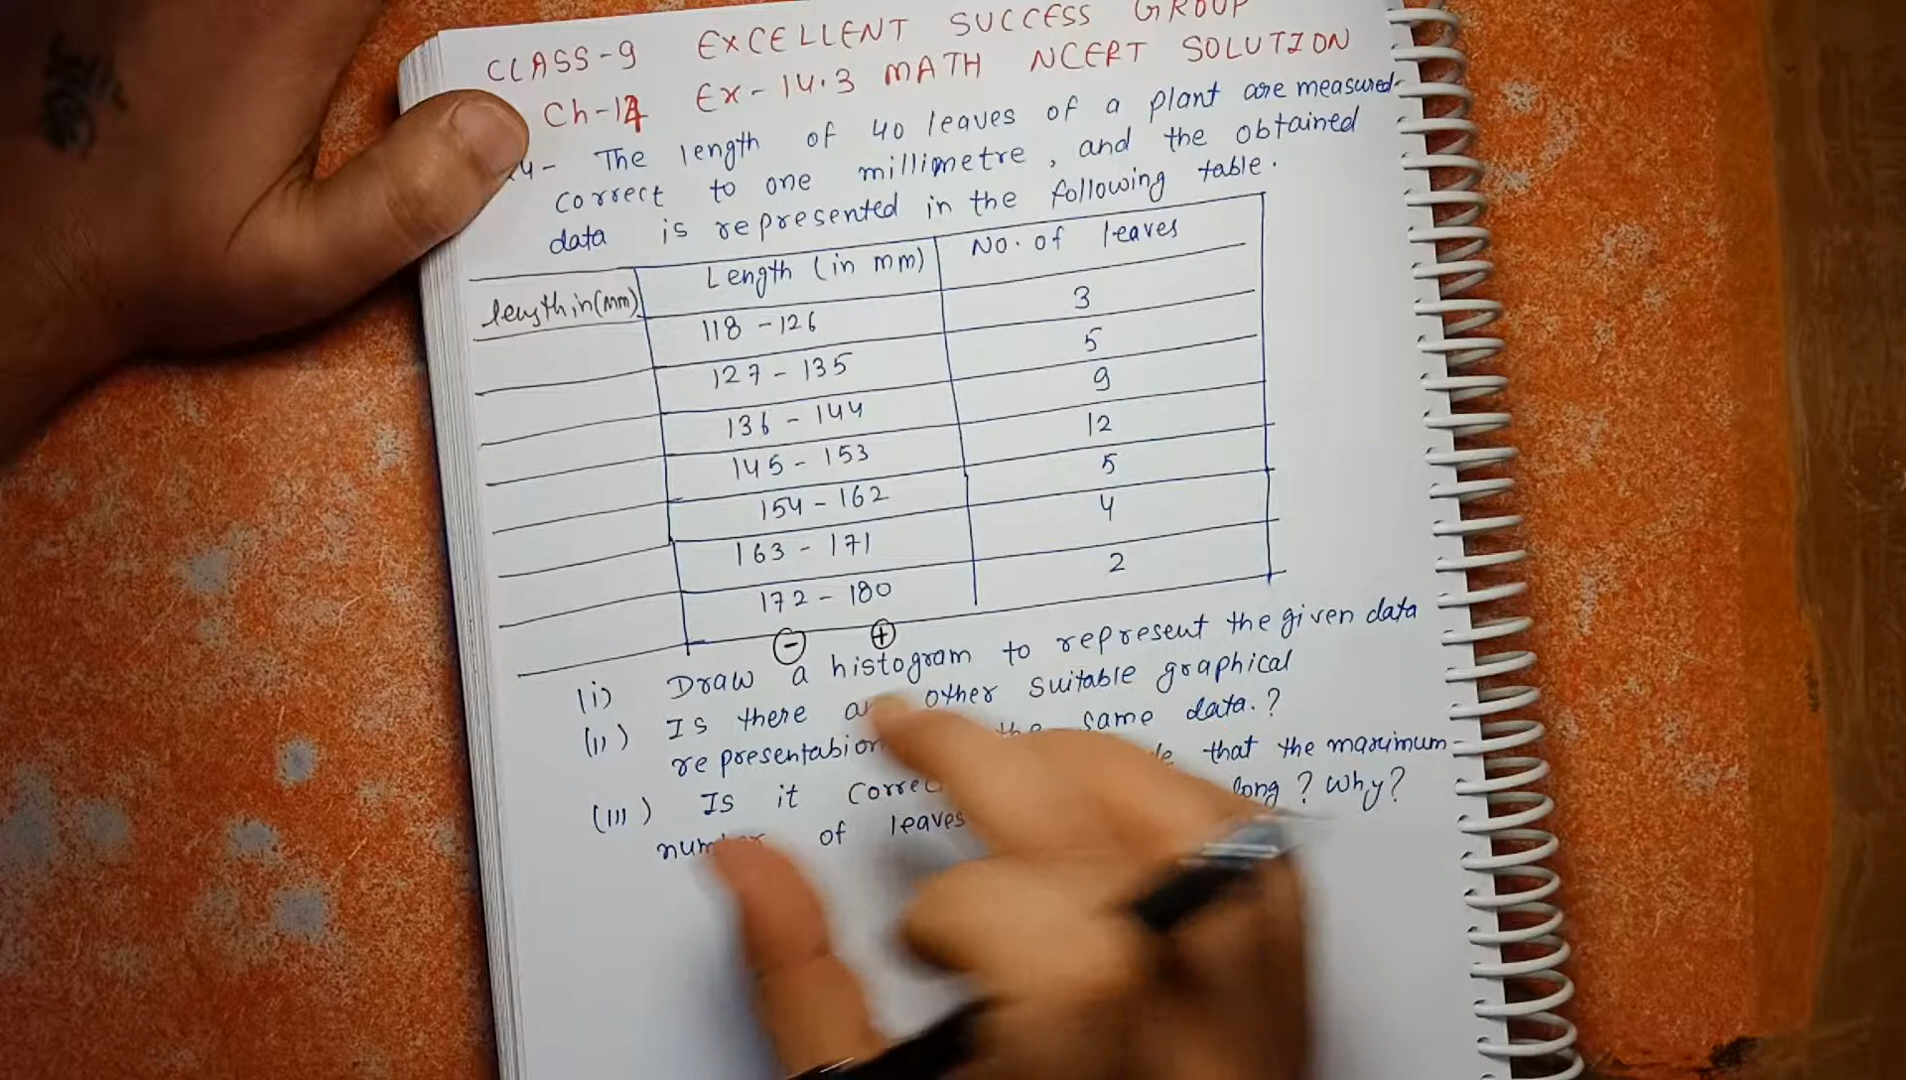 CLASS-9 EXCELLENT SUCCESS GROUP
Ch-14 Ex-14.3 MATH NCERT SOLUTION
4- The length of 40 leaves of a plant are measured
correct to one millimetre, and the obtained
data is represented in the following table.
length in (mm) Length (in mm) No. of leaves
118 - 126 3
127 - 135 5
136 - 144 9
145 - 153 12
154 - 162 5
163 - 171 4
172 - 180 2
- +
(i) Draw a histogram to represent the given data
(ii) Is there other suitable graphical
representation the same data.?
(iii) Is it that the maximum
number of leaves long? Why?